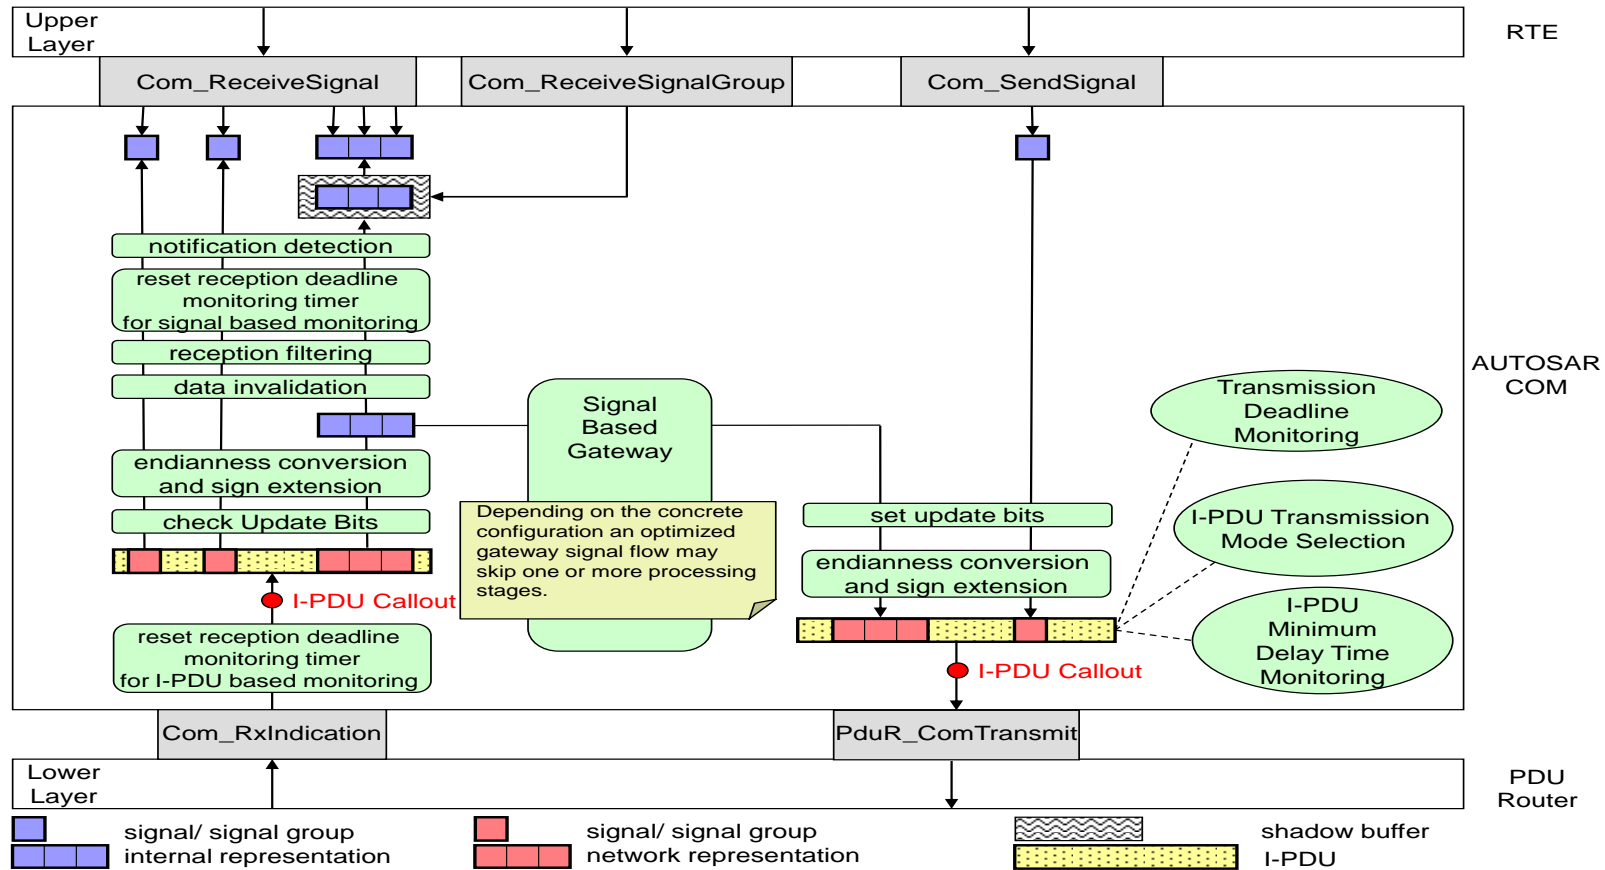 Upper
Layer
RTE
Com_ReceiveSignal
Com_ReceiveSignalGroup
Com_SendSignal
notification detection
reset reception deadline
monitoring timer
for signal based monitoring
reception filtering
data invalidation
endianness conversion
and sign extension
check Update Bits
I-PDU Callout
reset reception deadline
monitoring timer
for I-PDU based monitoring
Com_RxIndication
Signal
Based
Gateway
Depending on the concrete
configuration an optimized
gateway signal flow may
skip one or more processing
stages.
set update bits
endianness conversion
and sign extension
I-PDU Callout
PduR_ComTransmit
Transmission
Deadline
Monitoring
I-PDU Transmission
Mode Selection
I-PDU
Minimum
Delay Time
Monitoring
AUTOSAR
COM
Lower
Layer
PDU
Router
signal/ signal group
internal representation
signal/ signal group
network representation
shadow buffer
I-PDU